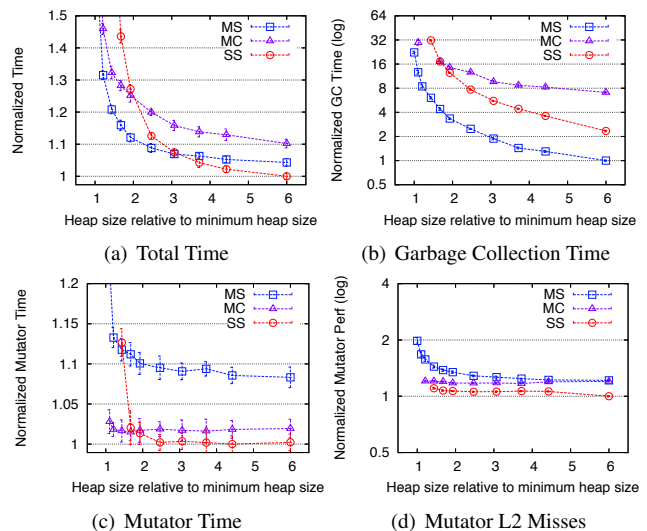 1.5
1.4
1.3
1.2
1.1
1
Normalized Time
MS
MC
SS
1 2 3 4 5 6
Heap size relative to minimum heap size
(a) Total Time
64
32
16
8
4
2
1
0.5
Normalized GC Time (log)
MS
MC
SS
1 2 3 4 5 6
Heap size relative to minimum heap size
(b) Garbage Collection Time
1.2
1.15
1.1
1.05
1
Normalized Mutator Time
MS
MC
SS
1 2 3 4 5 6
Heap size relative to minimum heap size
(c) Mutator Time
4
2
1
0.5
Normalized Mutator Perf (log)
MS
MC
SS
1 2 3 4 5 6
Heap size relative to minimum heap size
(d) Mutator L2 Misses